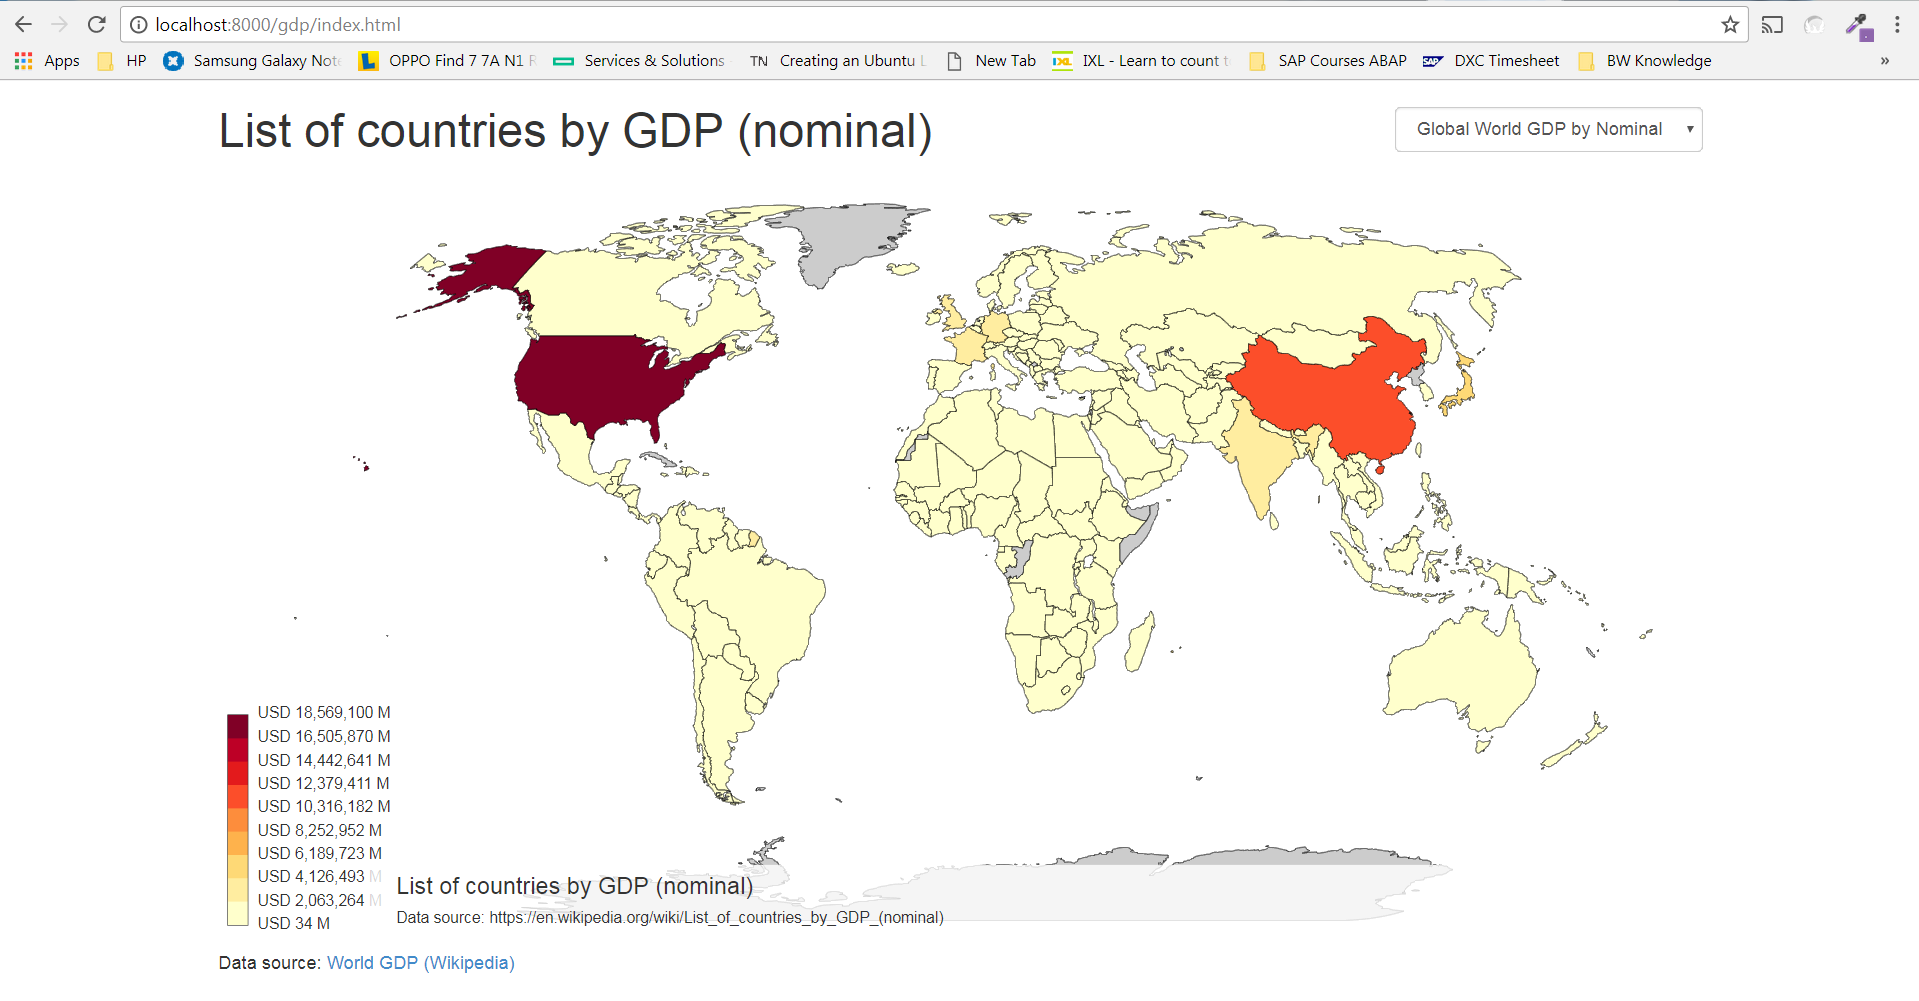 localhost:8000/gdp/index.html
Apps HP Samsung Galaxy Not OPPO Find 7 7A N1 Services & Solutions TN Creating an Ubuntu New Tab IXL - Learn to count SAP Courses ABAP SAP DXC Timesheet BW Knowledge »
List of countries by GDP (nominal)
Global World GDP by Nominal
USD 18,569,100 M
USD 16,505,870 M
USD 14,442,641 M
USD 12,379,411 M
USD 10,316,182 M
USD 8,252,952 M
USD 6,189,723 M
USD 4,126,493 M
USD 2,063,264 M
USD 34 M
List of countries by GDP (nominal)
Data source: https://en.wikipedia.org/wiki/List_of_countries_by_GDP_(nominal)
Data source: World GDP (Wikipedia)